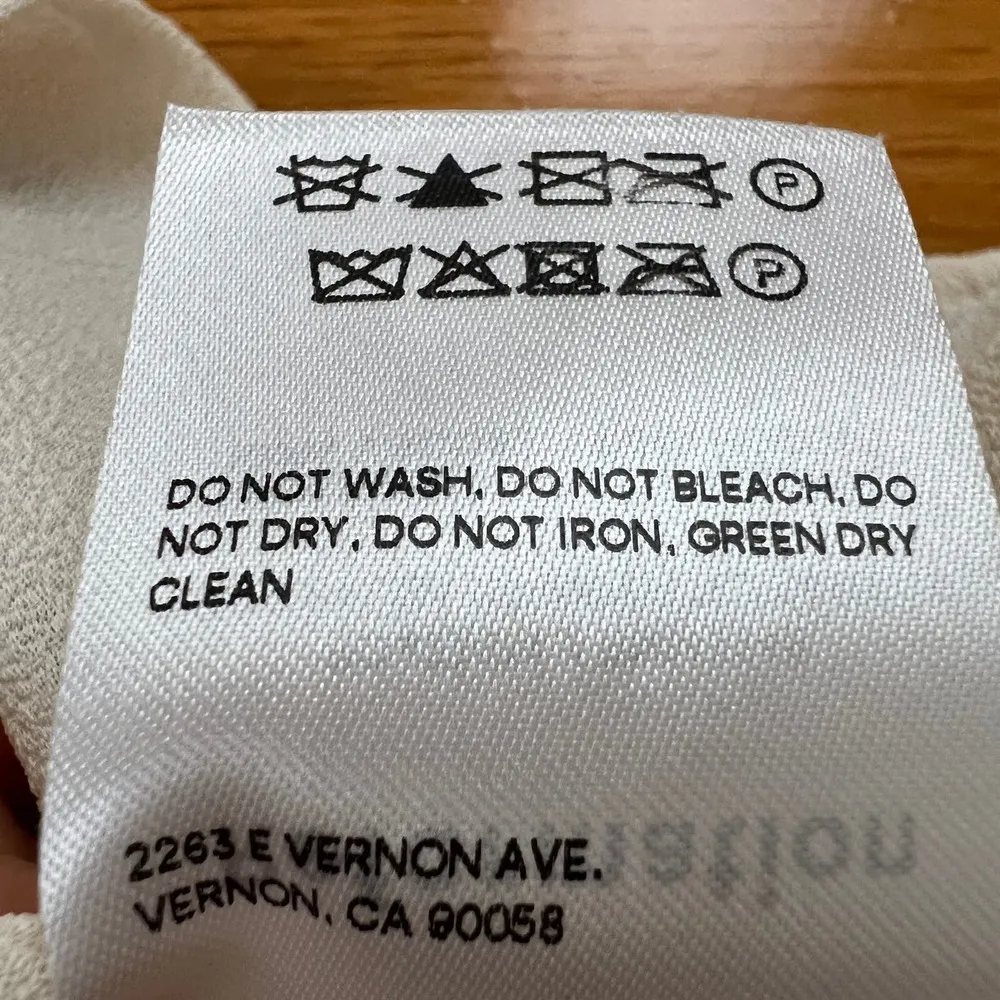 P
P
DO NOT WASH, DO NOT BLEACH, DO
NOT DRY, DO NOT IRON, GREEN DRY
CLEAN
2263 E VERNON AVE.
VERNON, CA 90058